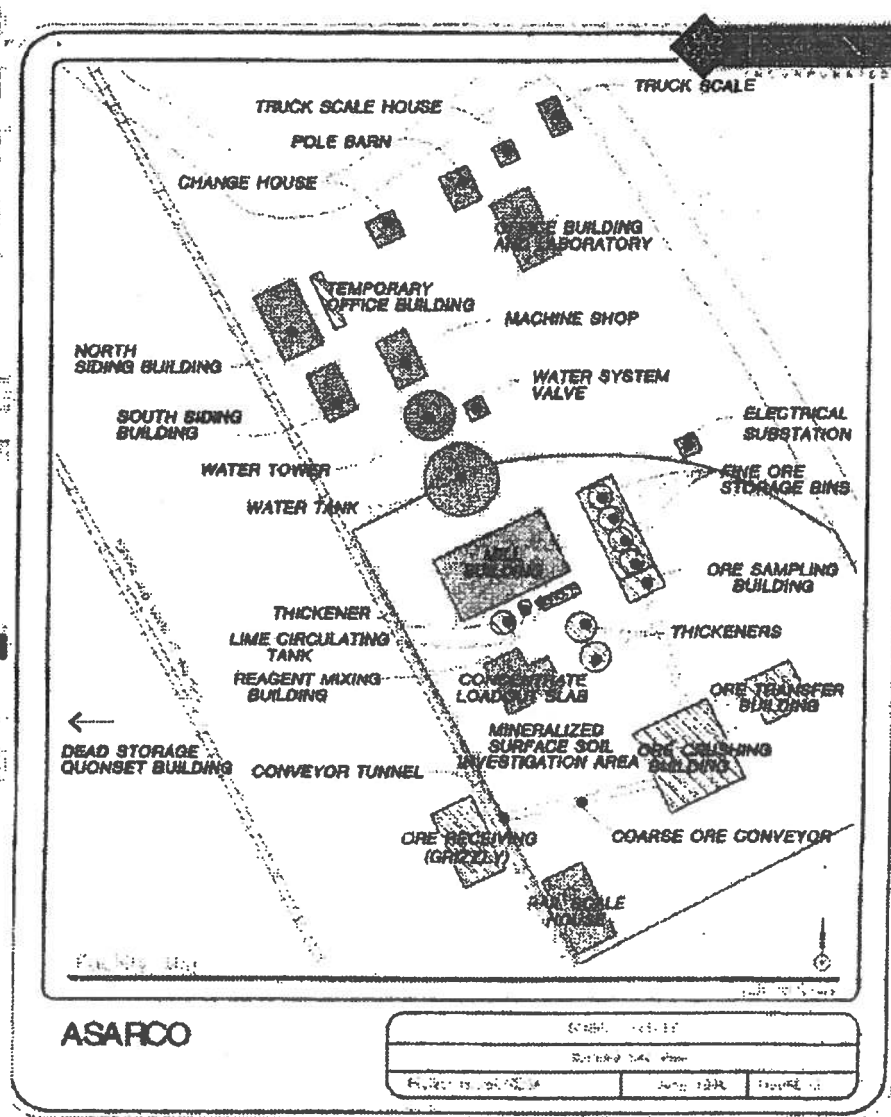 INCORPORATED
TRUCK SCALE
TRUCK SCALE HOUSE
POLE BARN
CHANGE HOUSE
OFFICE BUILDING
AND LABORATORY
TEMPORARY
OFFICE BUILDING
MACHINE SHOP
NORTH
SIDING BUILDING
WATER SYSTEM
VALVE
SOUTH SIDING
BUILDING
ELECTRICAL
SUBSTATION
WATER TOWER
FINE ORE
STORAGE BINS
WATER TANK
MILL
BUILDING
ORE SAMPLING
BUILDING
THICKENER
THICKENERS
LIME CIRCULATING
TANK
REAGENT MIXING
BUILDING
CONCENTRATE
LOADOUT SLAB
ORE TRANSFER
BUILDING
MINERALIZED
SURFACE SOIL
INVESTIGATION AREA
ORE CRUSHING
BUILDING
DEAD STORAGE
QUONSET BUILDING
CONVEYOR TUNNEL
ORE RECEIVING
(GRIZZLY)
COARSE ORE CONVEYOR
RAIL SCALE
HOUSE
ASARCO